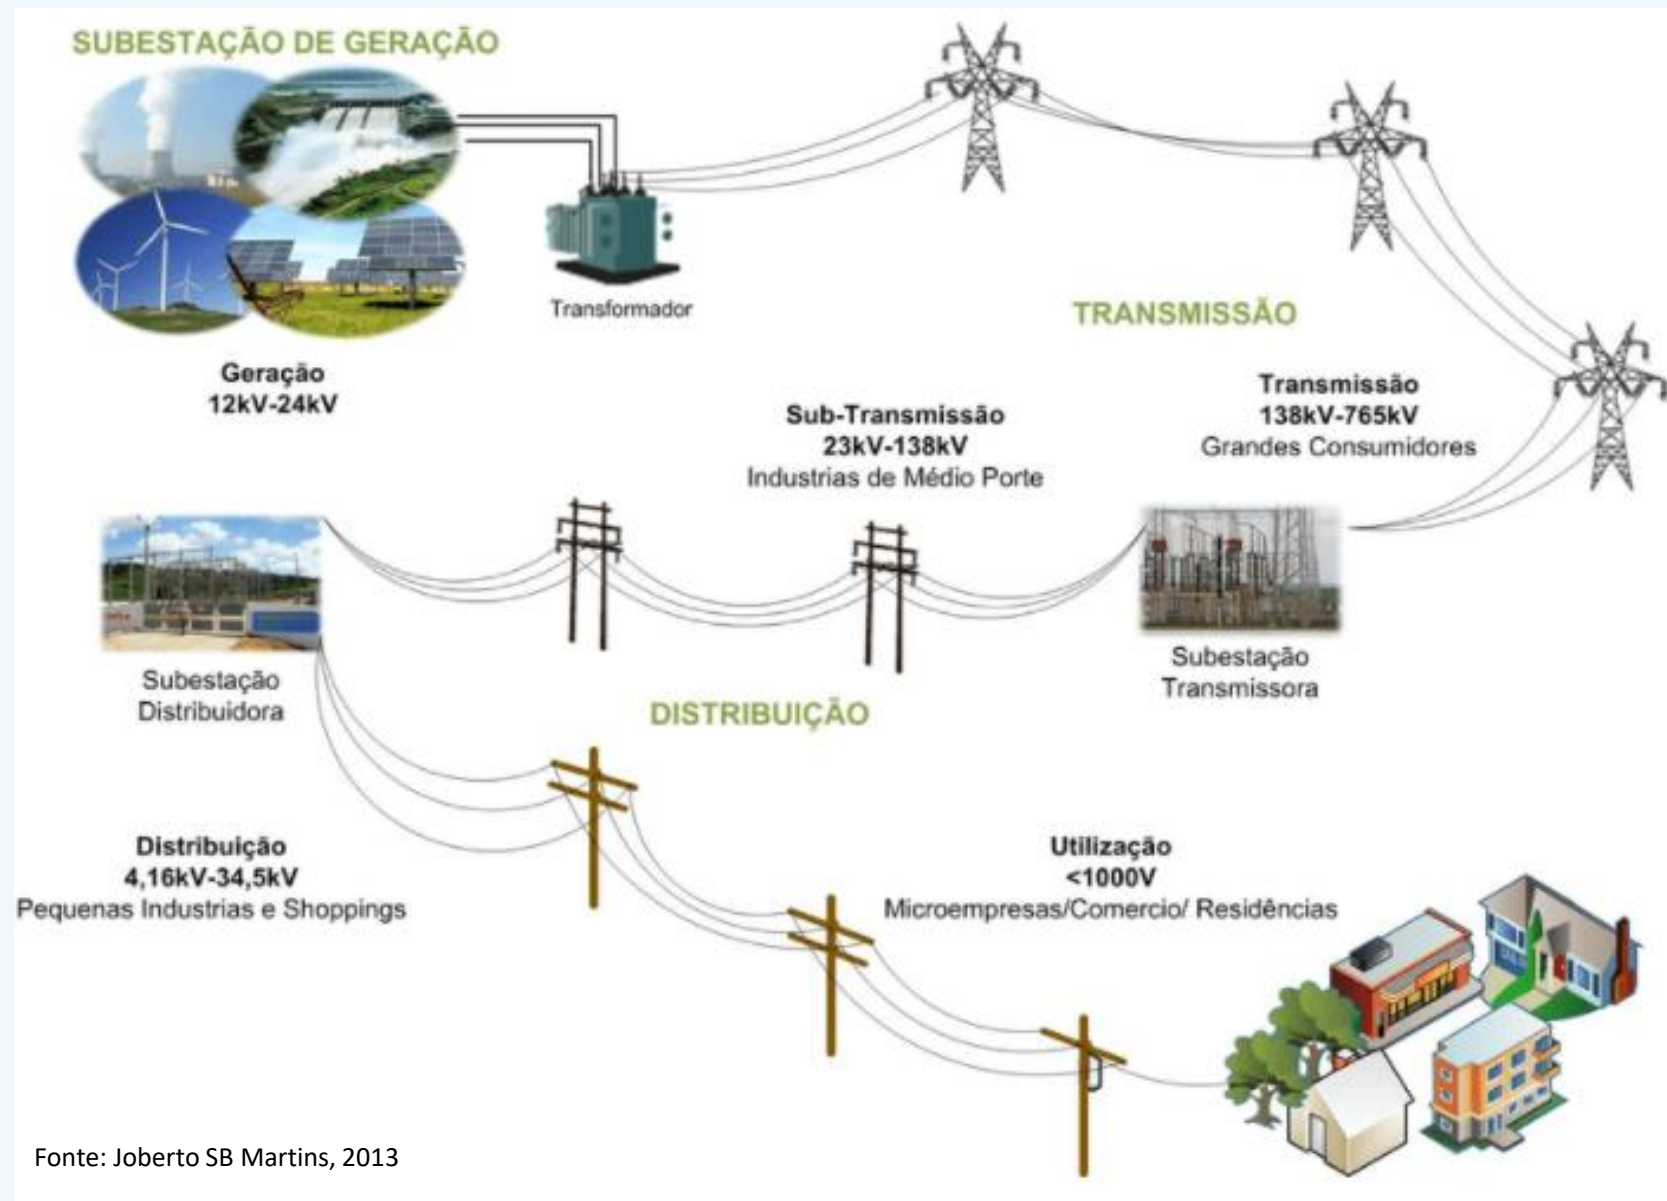 SUBESTAÇÃO DE GERAÇÃO
Transformador
TRANSMISSÃO
Geração
12kV-24kV
Transmissão
138kV-765kV
Grandes Consumidores
Sub-Transmissão
23kV-138kV
Industrias de Médio Porte
Subestação
Transmissora
Subestação
Distribuidora
DISTRIBUIÇÃO
Distribuição
4,16kV-34,5kV
Pequenas Industrias e Shoppings
Utilização
<1000V
Microempresas/Comercio/ Residências
Fonte: Joberto SB Martins, 2013